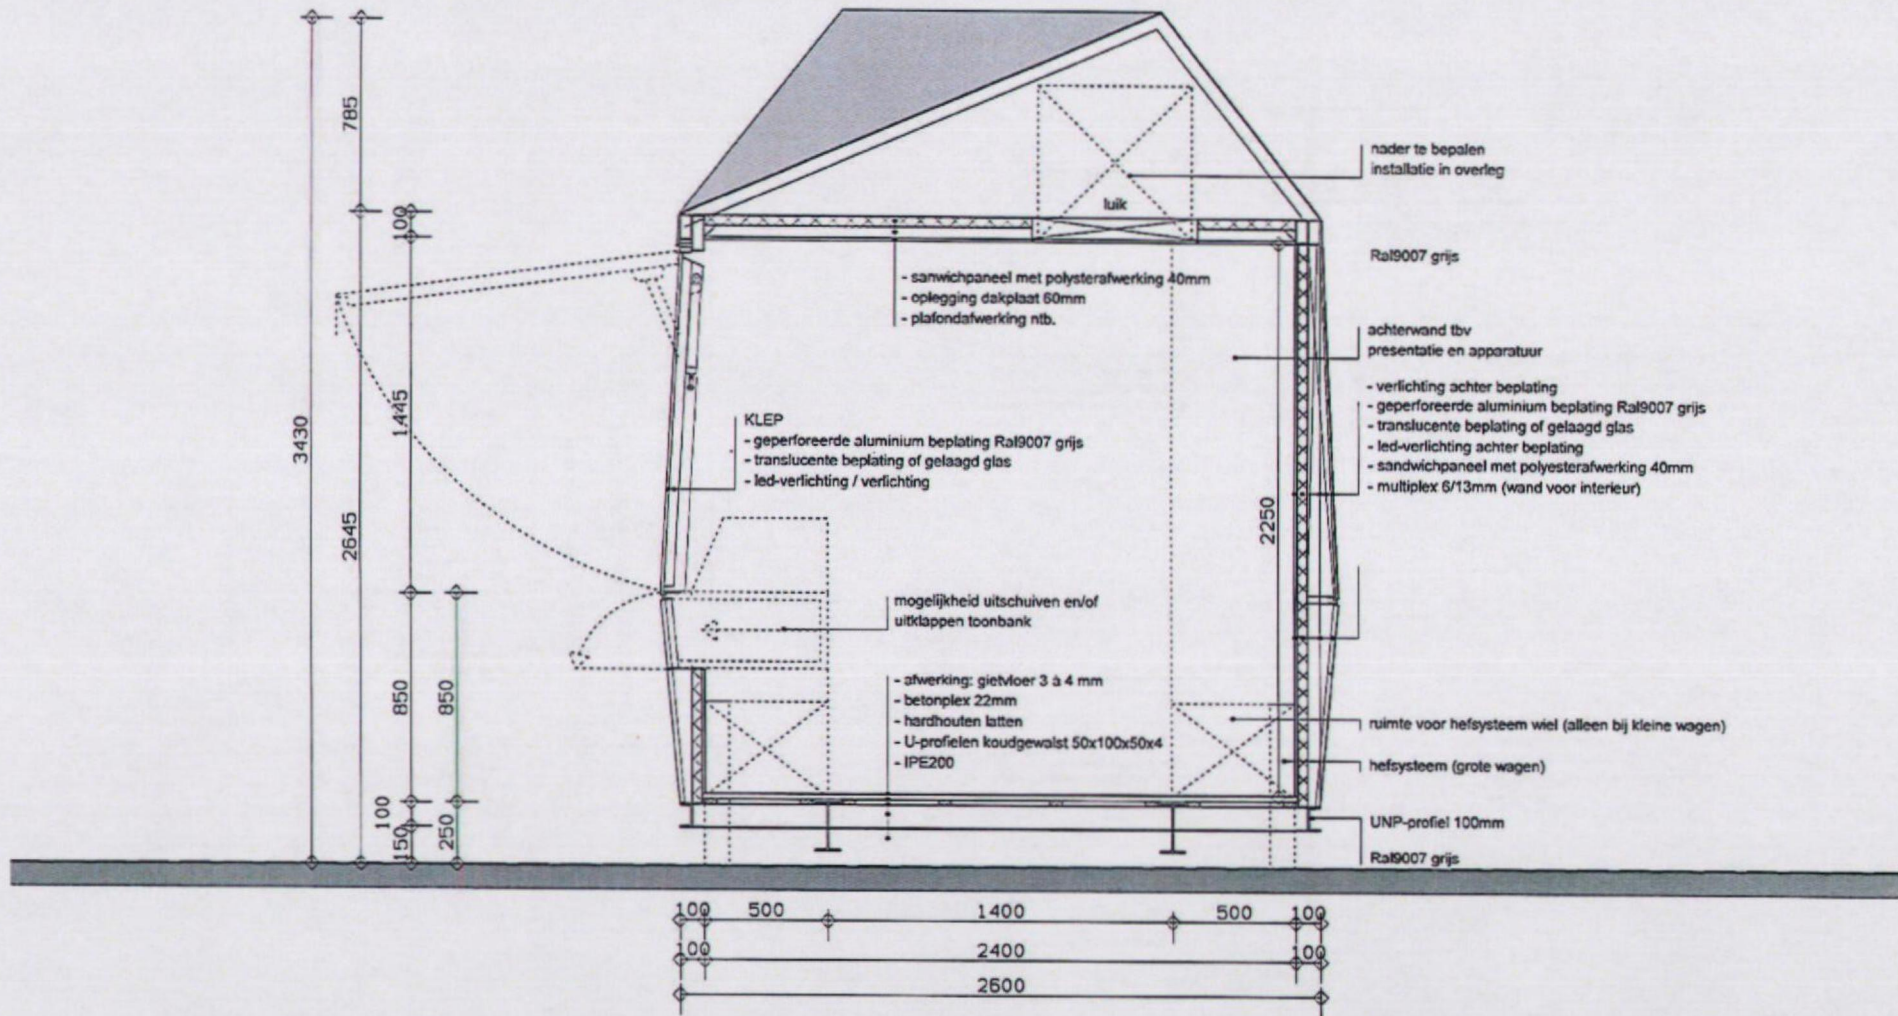 785
100
3430
2645
1445
850
850
100
150
250
nader te bepalen
installatie in overleg
luik
Ral9007 grijs
- sanwichpaneel met polysterafwerking 40mm
- oplegging dakplaat 60mm
- plafondafwerking ntb.
achterwand tbv
presentatie en apparatuur
- verlichting achter beplating
- geperforeerde aluminium beplating Ral9007 grijs
- translucente beplating of gelaagd glas
- led-verlichting achter beplating
- sandwichpaneel met polyesterafwerking 40mm
- multiplex 6/13mm (wand voor interieur)
KLEP
- geperforeerde aluminium beplating Ral9007 grijs
- translucente beplating of gelaagd glas
- led-verlichting / verlichting
2250
mogelijkheid uitschuiven en/of
uitklappen toonbank
- afwerking: gietvloer 3 à 4 mm
- betonplex 22mm
- hardhouten latten
- U-profielen koudgewalst 50x100x50x4
- IPE200
ruimte voor hefsysteem wiel (alleen bij kleine wagen)
hefsysteem (grote wagen)
UNP-profiel 100mm
Ral9007 grijs
100 500 1400 500 100
100 2400 100
2600